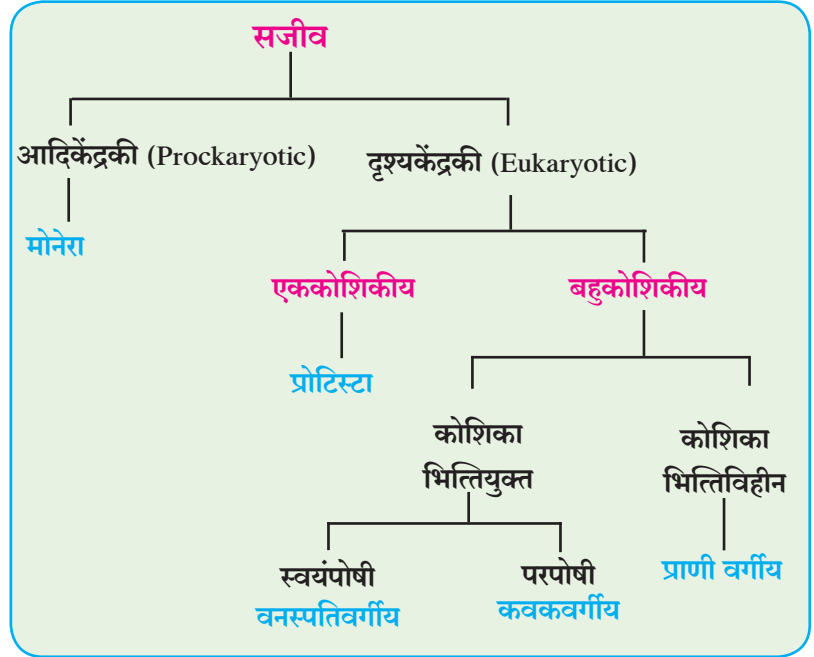 सजीव
आदिकेंद्रकी (Prockaryotic)
दृश्यकेंद्रकी (Eukaryotic)
मोनेरा
एककोशिकीय
बहुकोशिकीय
प्रोटिस्टा
कोशिका
भित्तियुक्त
कोशिका
भित्तिविहीन
स्वयंपोषी
वनस्पतिवर्गीय
परपोषी
कवकवर्गीय
प्राणी वर्गीय